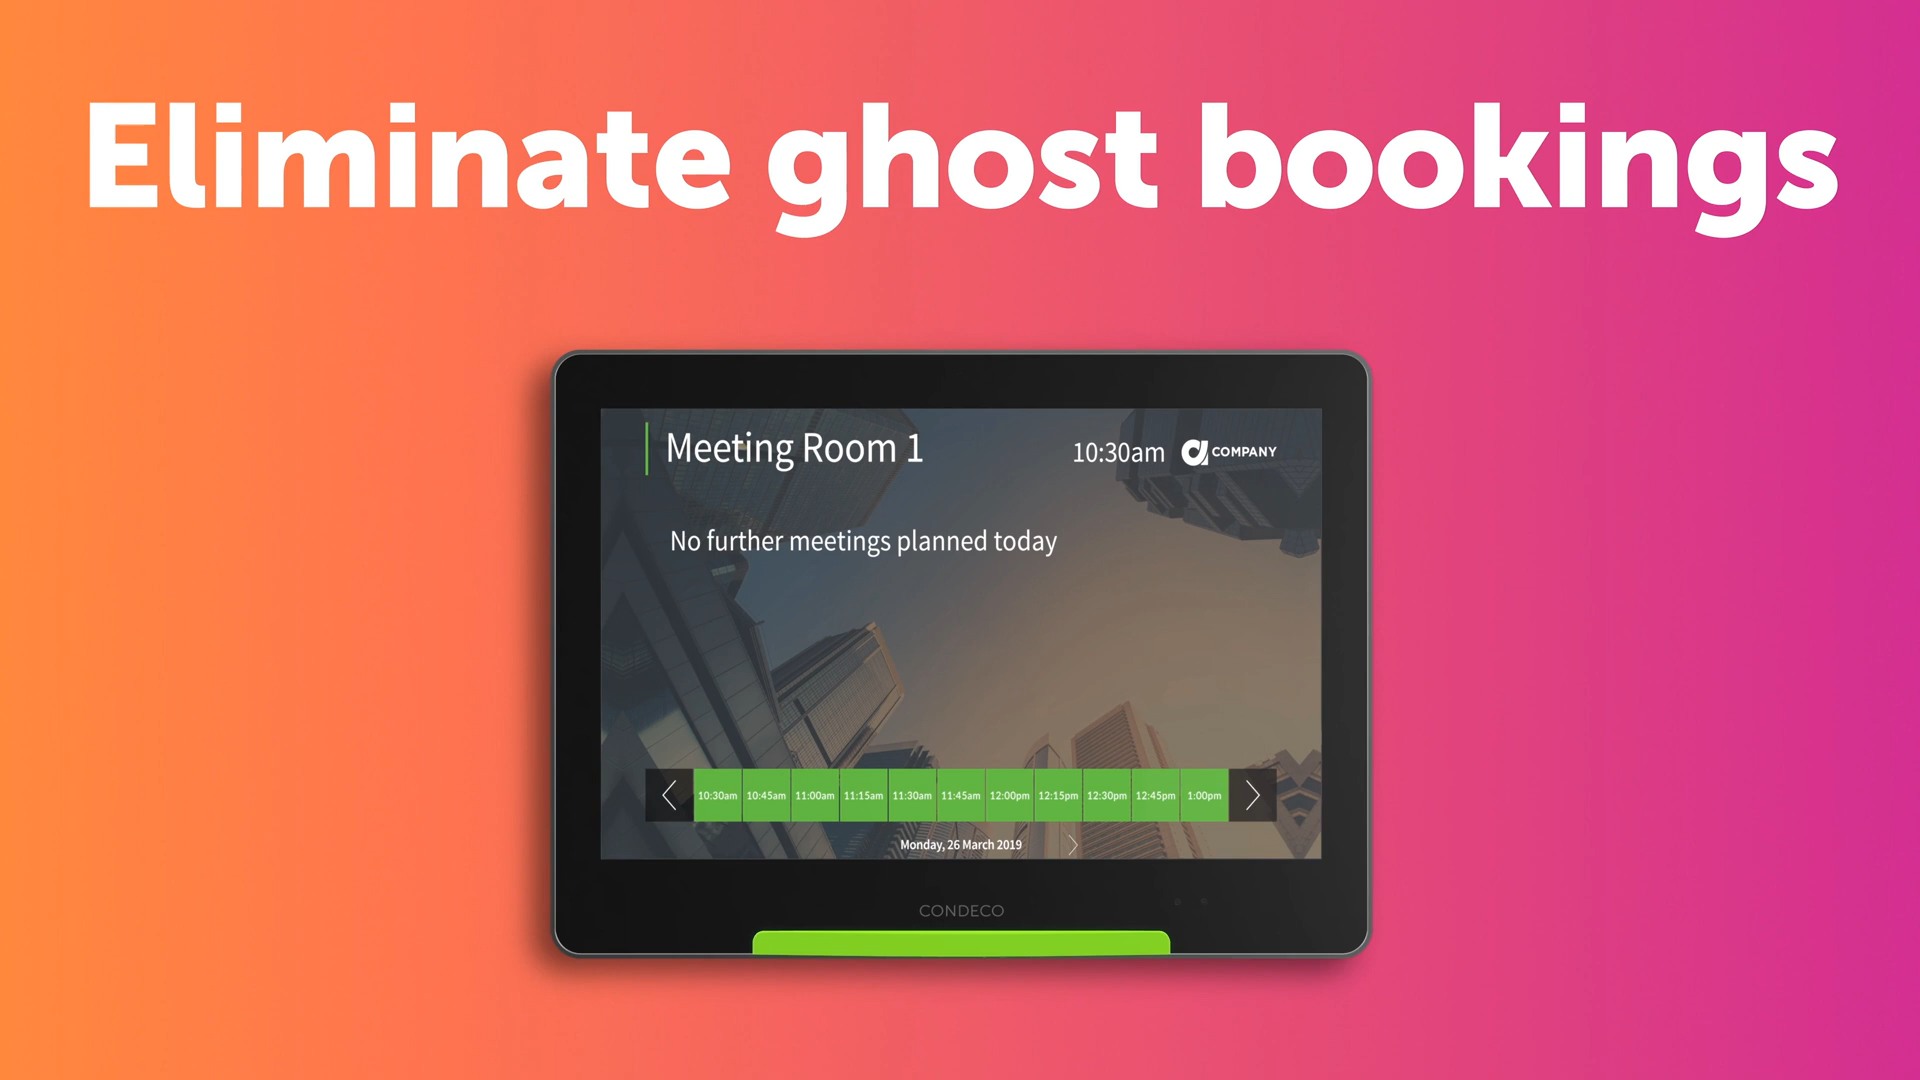 Eliminate ghost bookings
Meeting Room 1
10:30am
COMPANY
No further meetings planned today
10:30am 10:45am 11:00am 11:15am 11:30am 11:45am 12:00pm 12:15pm 12:30pm 12:45pm 1:00pm
Monday, 26 March 2019
CONDECO